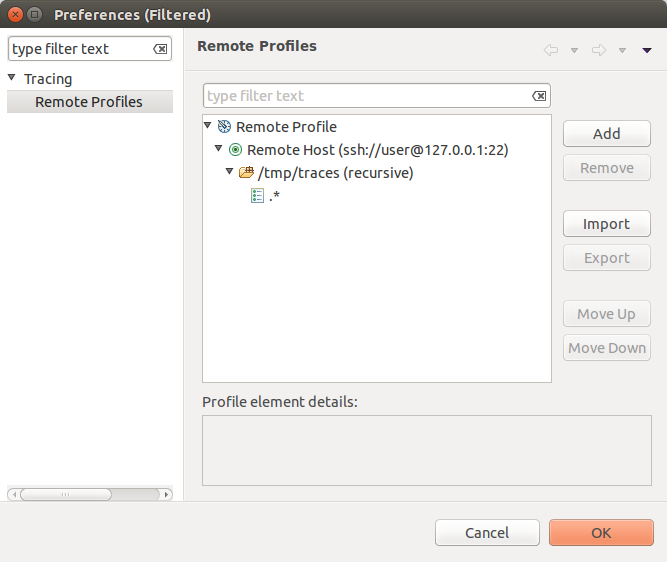 Preferences (Filtered)
type filter text
Tracing
Remote Profiles
Remote Profiles
type filter text
Remote Profile
Remote Host (ssh://user@127.0.0.1:22)
/tmp/traces (recursive)
.*
Add
Remove
Import
Export
Move Up
Move Down
Profile element details:
Cancel
OK